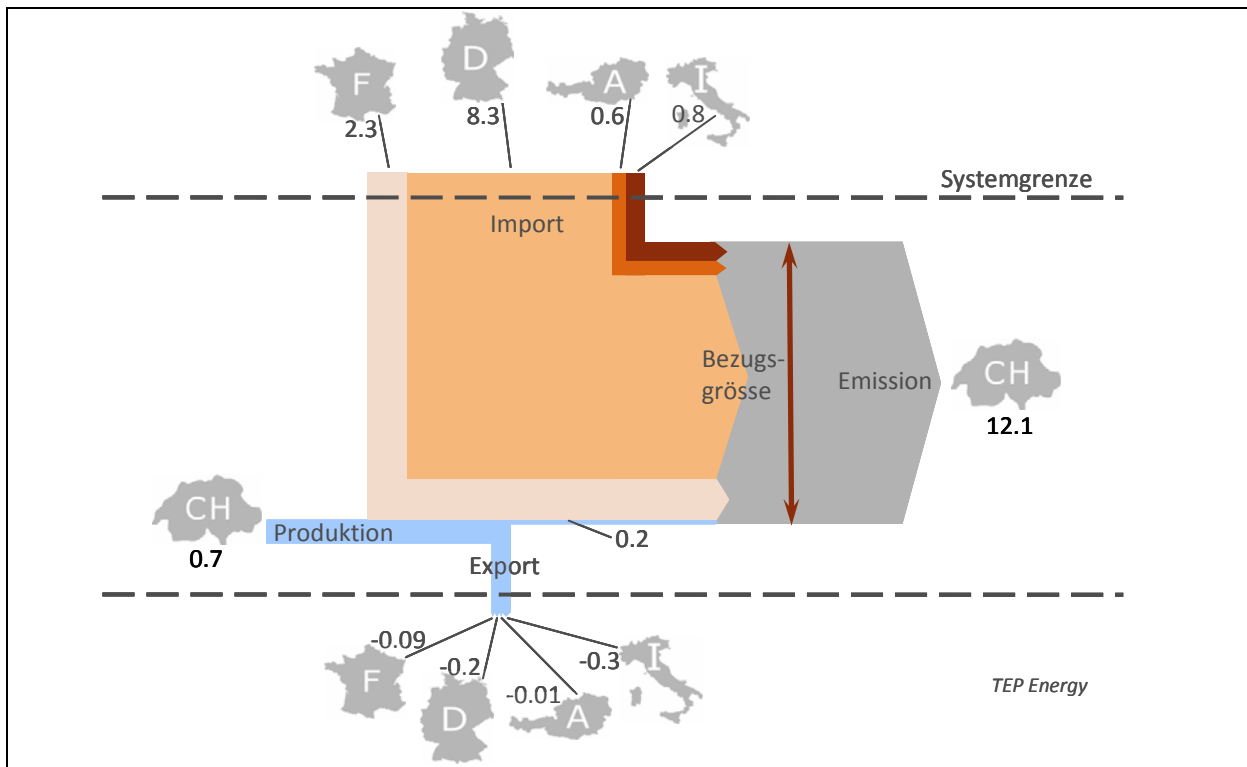 F
D
A
I
2.3
8.3
0.6
0.8
Systemgrenze
Import
Bezugs-
grösse
Emission
CH
12.1
CH
0.7
Produktion
0.2
Export
-0.09
-0.2
-0.01
-0.3
F
D
A
I
TEP Energy